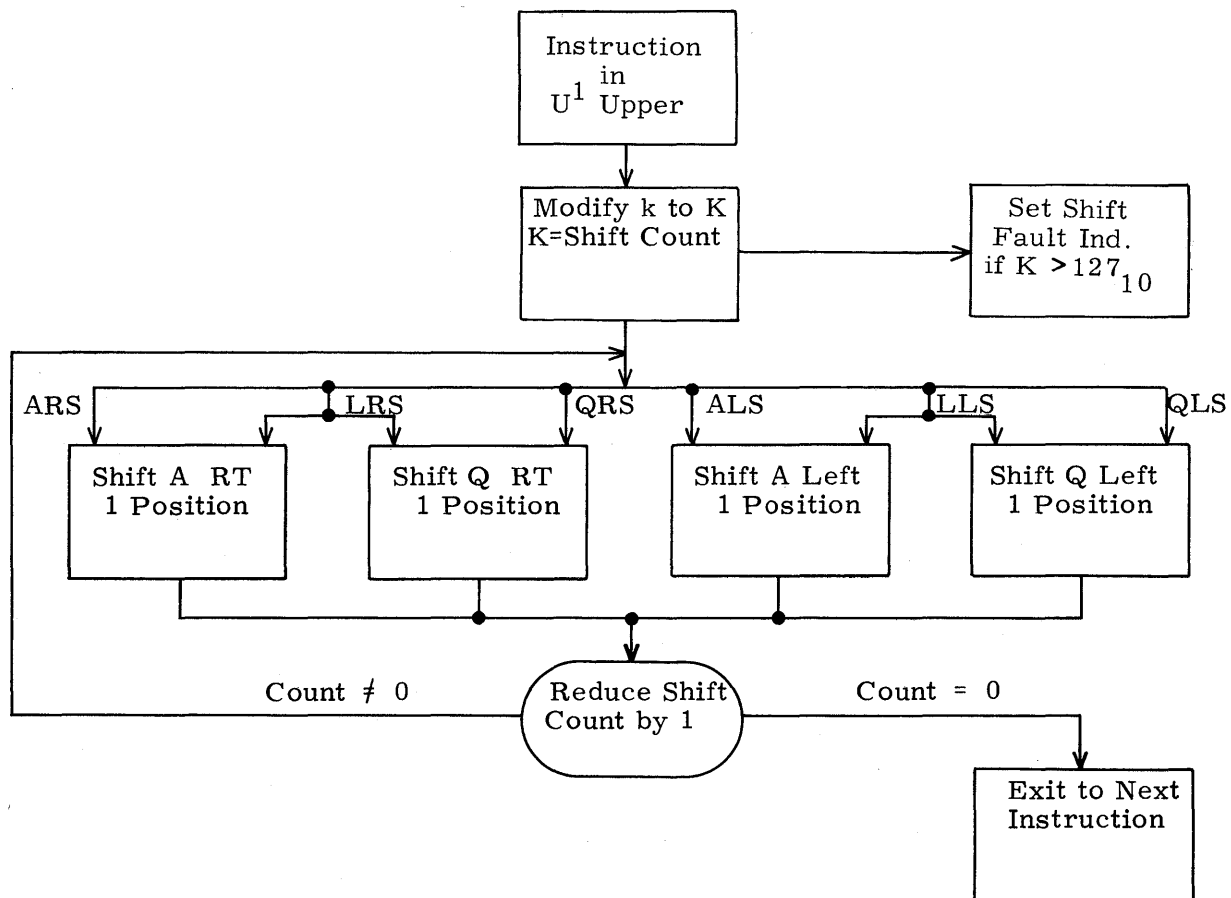 Instruction
in
U¹ Upper
Modify k to K
K=Shift Count
Set Shift
Fault Ind.
if K >127₁₀
ARS
LRS
QRS
ALS
LLS
QLS
Shift A RT
1 Position
Shift Q RT
1 Position
Shift A Left
1 Position
Shift Q Left
1 Position
Count ≠ 0
Reduce Shift
Count by 1
Count = 0
Exit to Next
Instruction